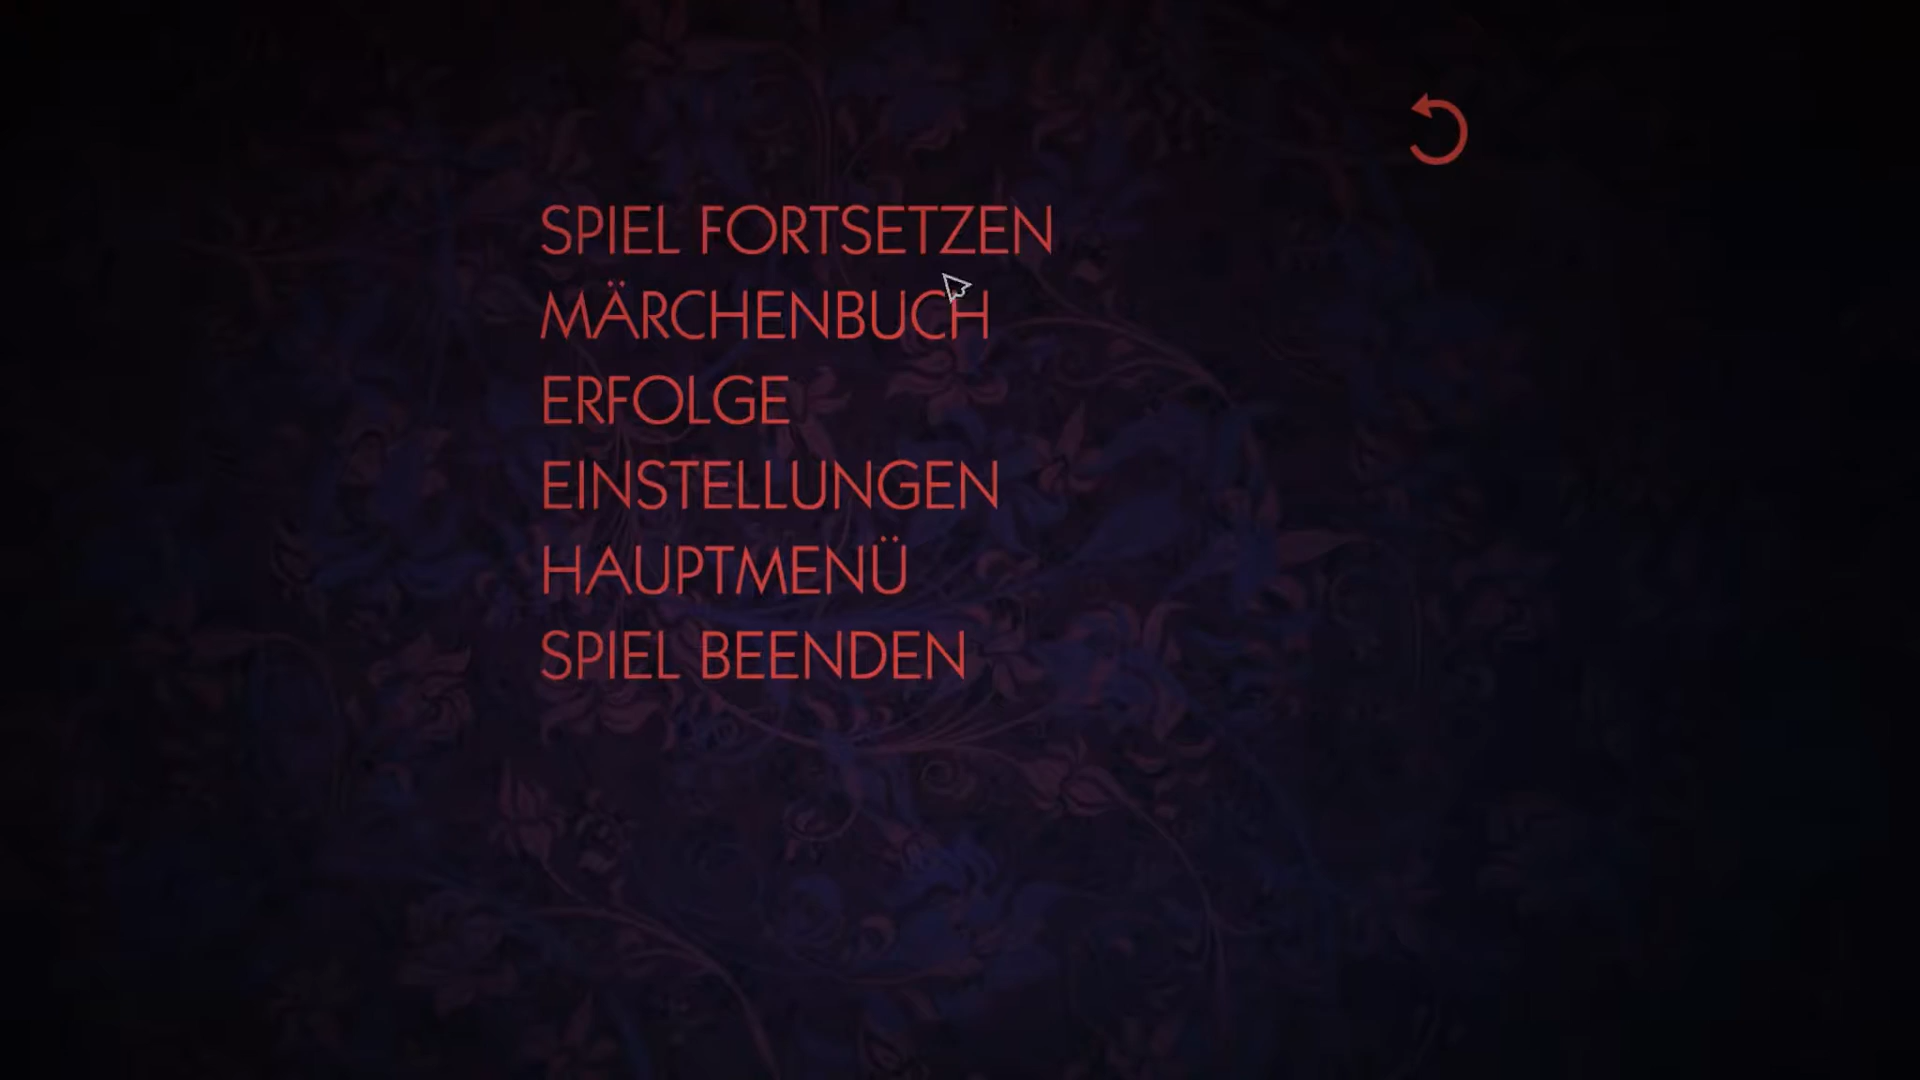 SPIEL FORTSETZEN
MÄRCHENBUCH
ERFOLGE
EINSTELLUNGEN
HAUPTMENÜ
SPIEL BEENDEN